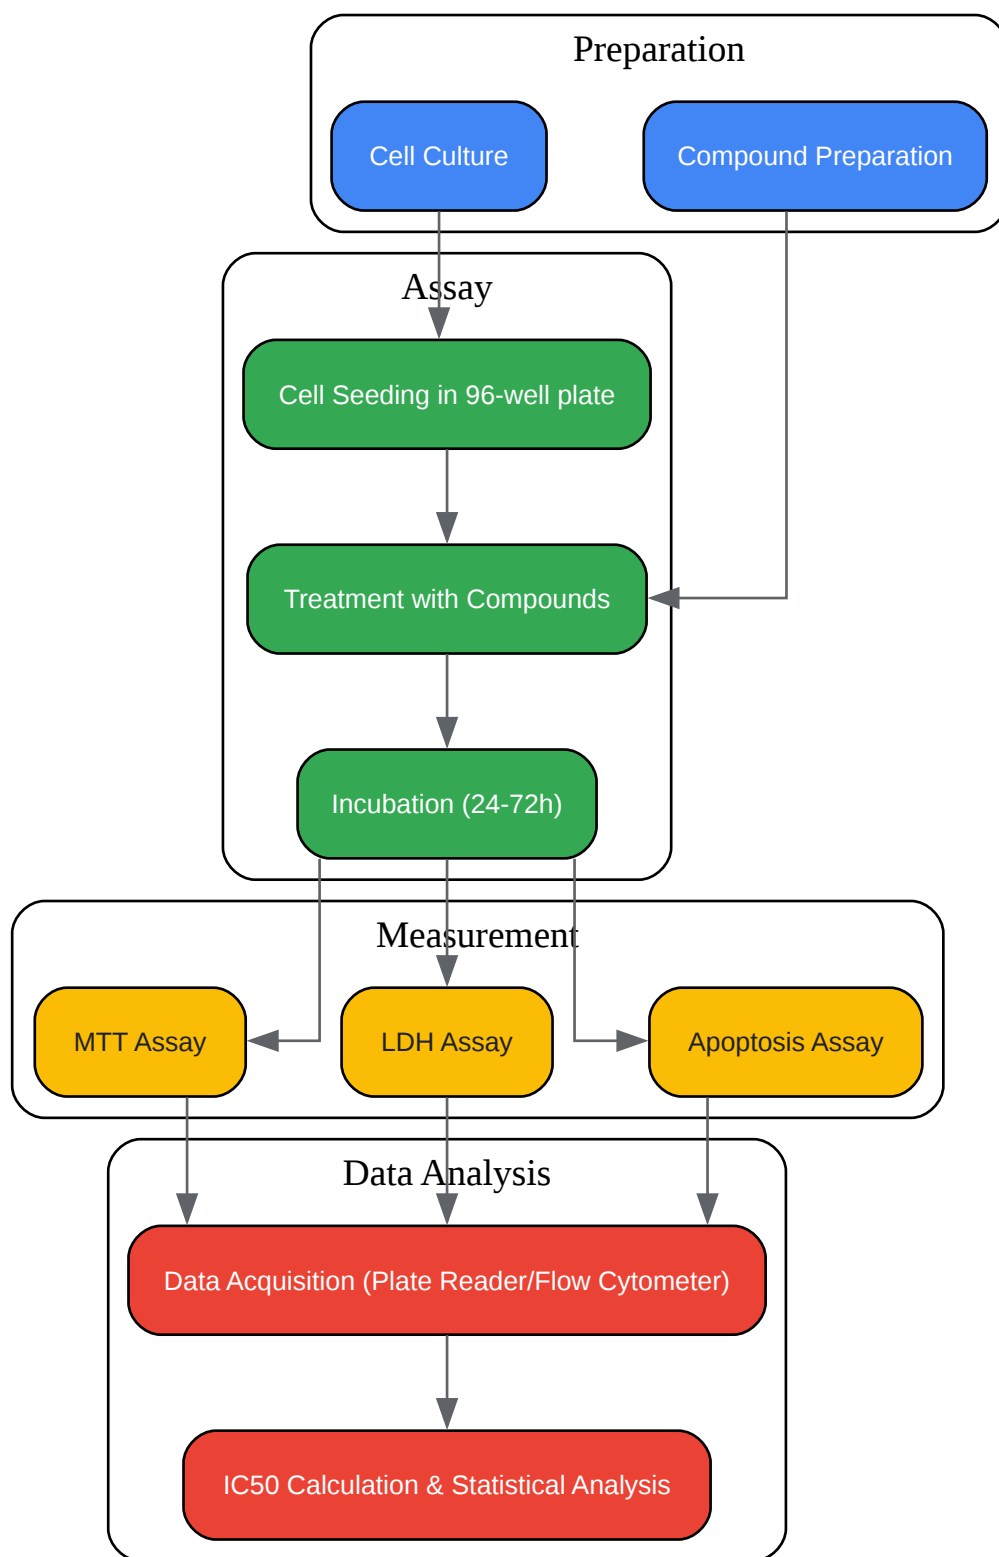 Preparation
Cell Culture
Compound Preparation
Assay
Cell Seeding in 96-well plate
Treatment with Compounds
Incubation (24-72h)
Measurement
MTT Assay
LDH Assay
Apoptosis Assay
Data Analysis
Data Acquisition (Plate Reader/Flow Cytometer)
IC50 Calculation & Statistical Analysis